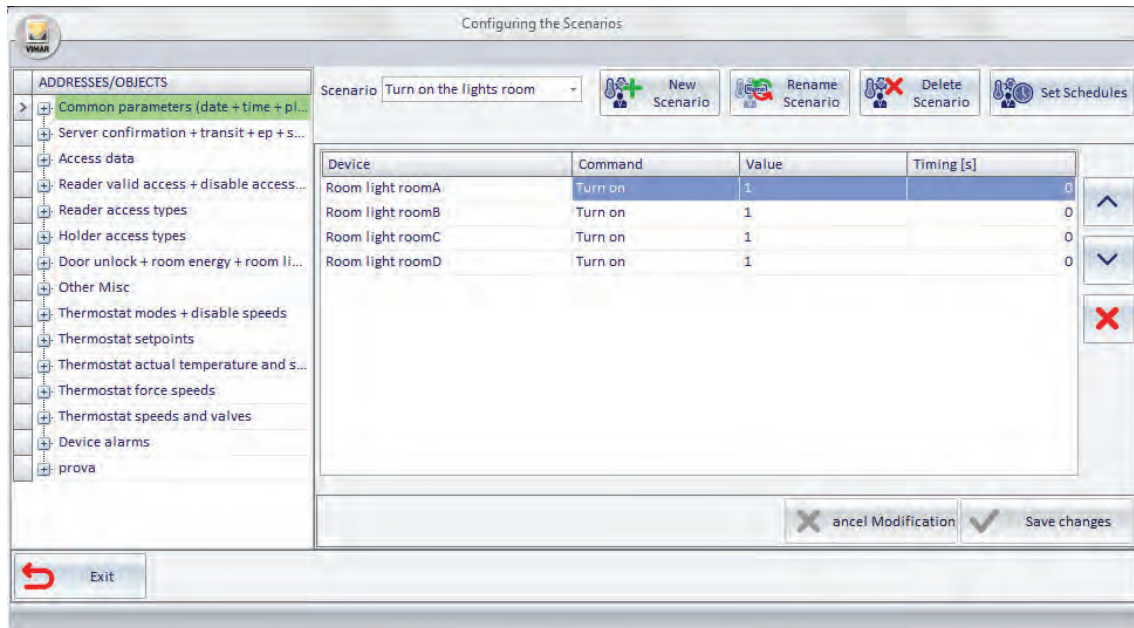 Configuring the Scenarios
VIMAR
ADDRESSES/OBJECTS
Common parameters (date + time + pl...
Server confirmation + transit + ep + s...
Access data
Reader valid access + disable access...
Reader access types
Holder access types
Door unlock + room energy + room li...
Other Misc
Thermostat modes + disable speeds
Thermostat setpoints
Thermostat actual temperature and s...
Thermostat force speeds
Thermostat speeds and valves
Device alarms
prova
Scenario Turn on the lights room
New Scenario
Rename Scenario
Delete Scenario
Set Schedules
Device Command Value Timing [s]
Room light roomA Turn on 1 0
Room light roomB Turn on 1 0
Room light roomC Turn on 1 0
Room light roomD Turn on 1 0
ancel Modification
Save changes
Exit